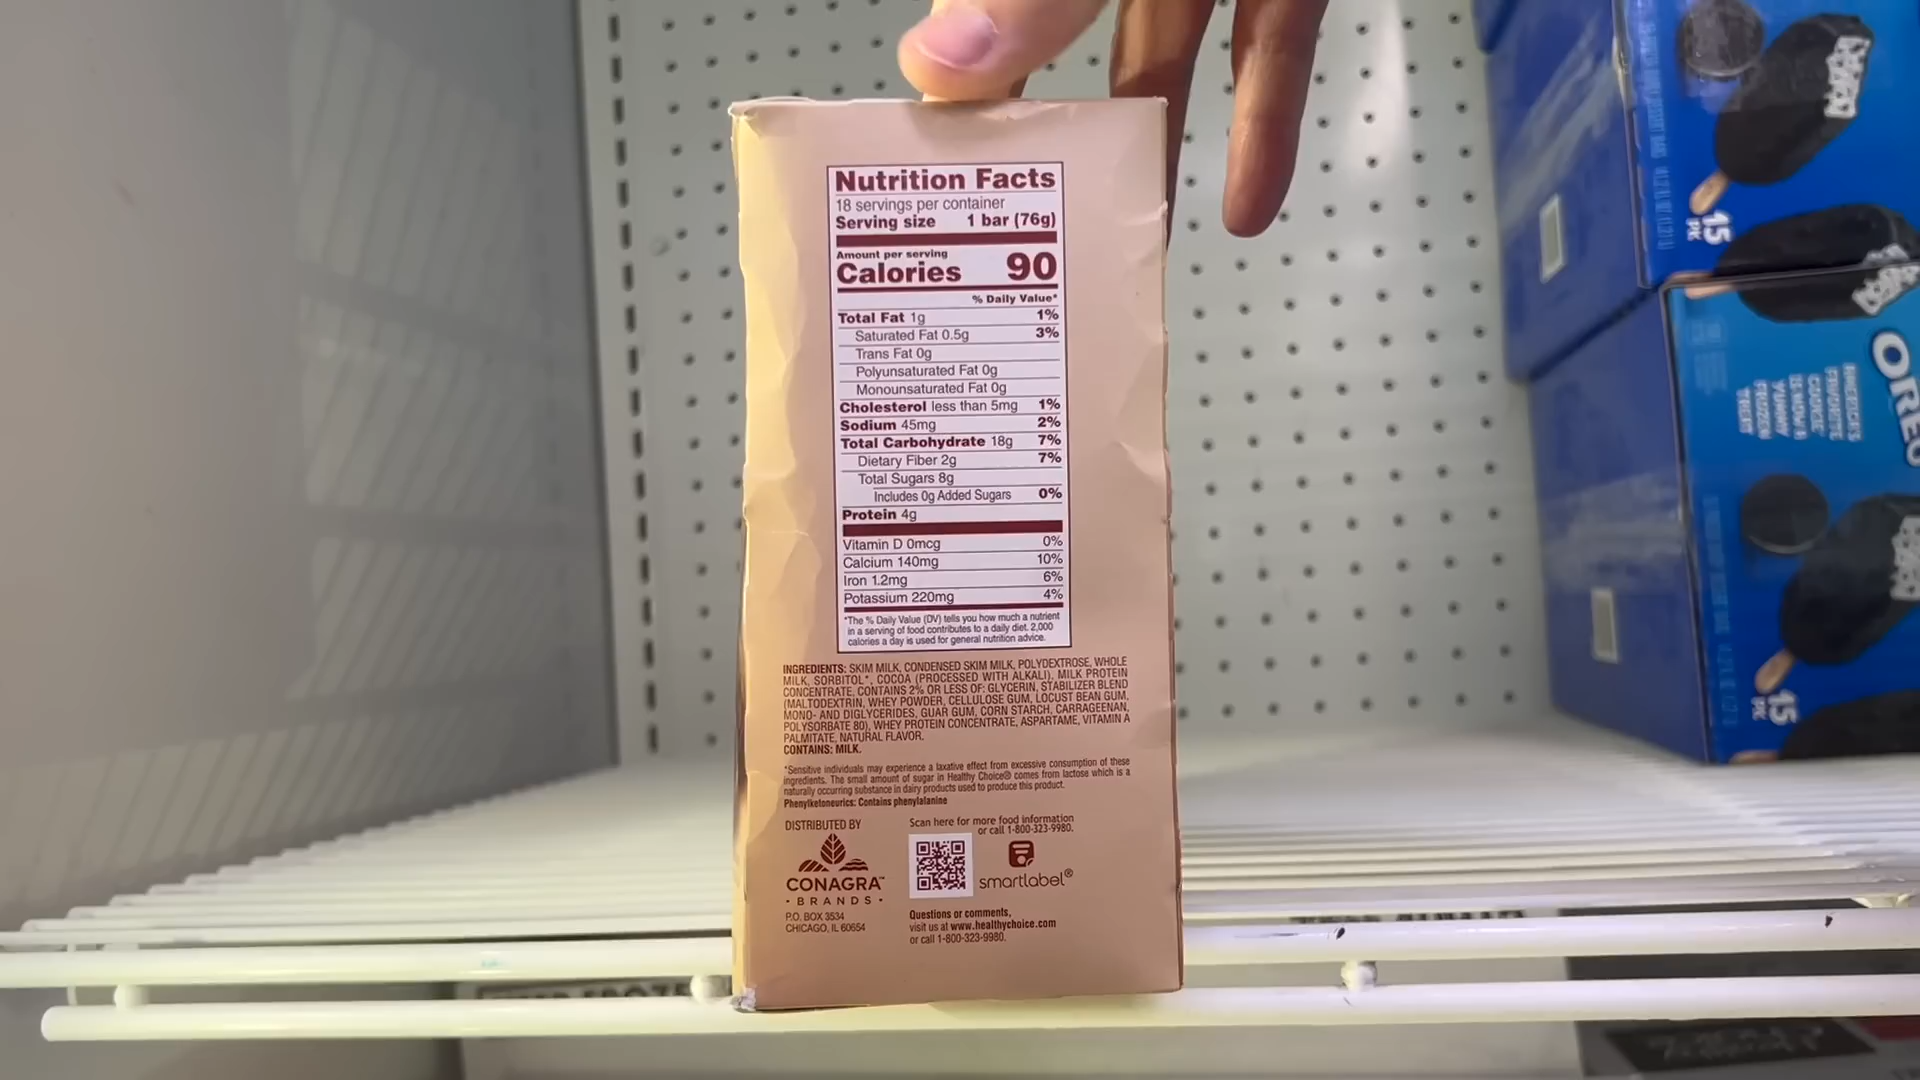 Nutrition Facts
18 servings per container
Serving size 1 bar (76g)
Amount per serving
Calories 90
% Daily Value*
Total Fat 1g 1%
Saturated Fat 0.5g 3%
Trans Fat 0g
Polyunsaturated Fat 0g
Monounsaturated Fat 0g
Cholesterol less than 5mg 1%
Sodium 45mg 2%
Total Carbohydrate 18g 7%
Dietary Fiber 2g 7%
Total Sugars 8g
Includes 0g Added Sugars 0%
Protein 4g
Vitamin D 0mcg 0%
Calcium 140mg 10%
Iron 1.2mg 6%
Potassium 220mg 4%
*The % Daily Value (DV) tells you how much a nutrient
in a serving of food contributes to a daily diet. 2,000
calories a day is used for general nutrition advice.
INGREDIENTS: SKIM MILK, CONDENSED SKIM MILK, POLYDEXTROSE, WHOLE
MILK, SORBITOL*, COCOA (PROCESSED WITH ALKALI), MILK PROTEIN
CONCENTRATE, CONTAINS 2% OR LESS OF: GLYCERIN, STABILIZER BLEND
(MALTODEXTRIN, WHEY POWDER, CELLULOSE GUM, LOCUST BEAN GUM,
MONO- AND DIGLYCERIDES, GUAR GUM, CORN STARCH, CARRAGEENAN,
POLYSORBATE 80), WHEY PROTEIN CONCENTRATE, ASPARTAME, VITAMIN A
PALMITATE, NATURAL FLAVOR.
CONTAINS: MILK.
*Sensitive individuals may experience a laxative effect from excessive consumption of these
ingredients. The small amount of sugar in Healthy Choice® comes from lactose which is a
naturally occurring substance in dairy products used to produce this product.
Phenylketoneurics: Contains phenylalanine
DISTRIBUTED BY
CONAGRA™
• BRANDS •
P.O. BOX 3534
CHICAGO, IL 60654
Scan here for more food information
or call 1-800-323-9980.
smartlabel®
Questions or comments,
visit us at www.healthychoice.com
or call 1-800-323-9980.
15
PK
OREO
AMERICA'S
FAVORITE
COOKIE
IS NOW A
YUMMY
FROZEN
TREAT
15
PK